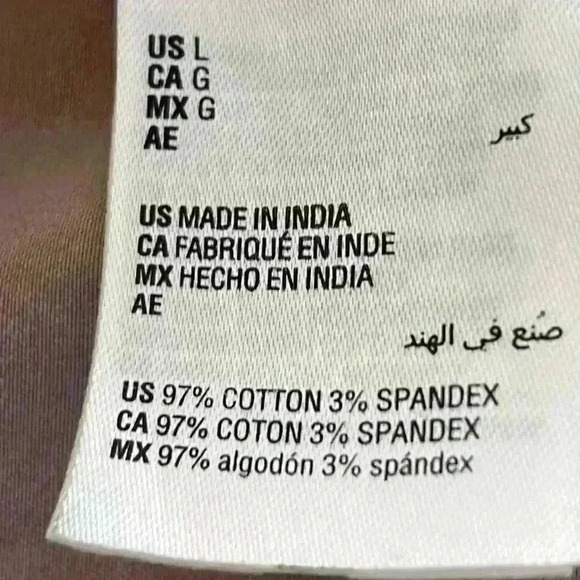 US L
CA G
MX G
AE
كبير
US MADE IN INDIA
CA FABRIQUÉ EN INDE
MX HECHO EN INDIA
AE
صُنع في الهند
US 97% COTTON 3% SPANDEX
CA 97% COTON 3% SPANDEX
MX 97% algodón 3% spándex